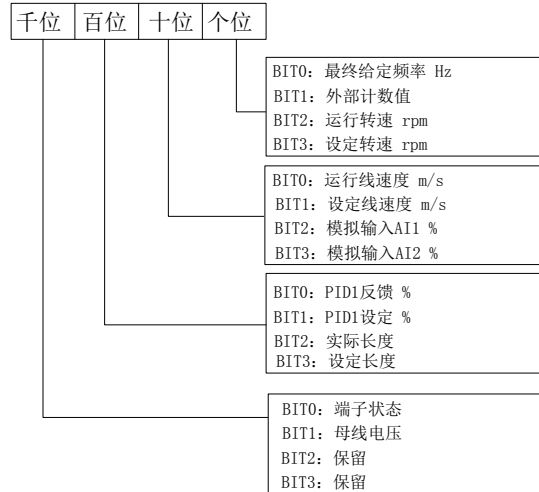 千位 百位 十位 个位
BIT0: 最终给定频率 Hz
BIT1: 外部计数值
BIT2: 运行转速 rpm
BIT3: 设定转速 rpm
BIT0: 运行线速度 m/s
BIT1: 设定线速度 m/s
BIT2: 模拟输入AI1 %
BIT3: 模拟输入AI2 %
BIT0: PID1反馈 %
BIT1: PID1设定 %
BIT2: 实际长度
BIT3: 设定长度
BIT0: 端子状态
BIT1: 母线电压
BIT2: 保留
BIT3: 保留